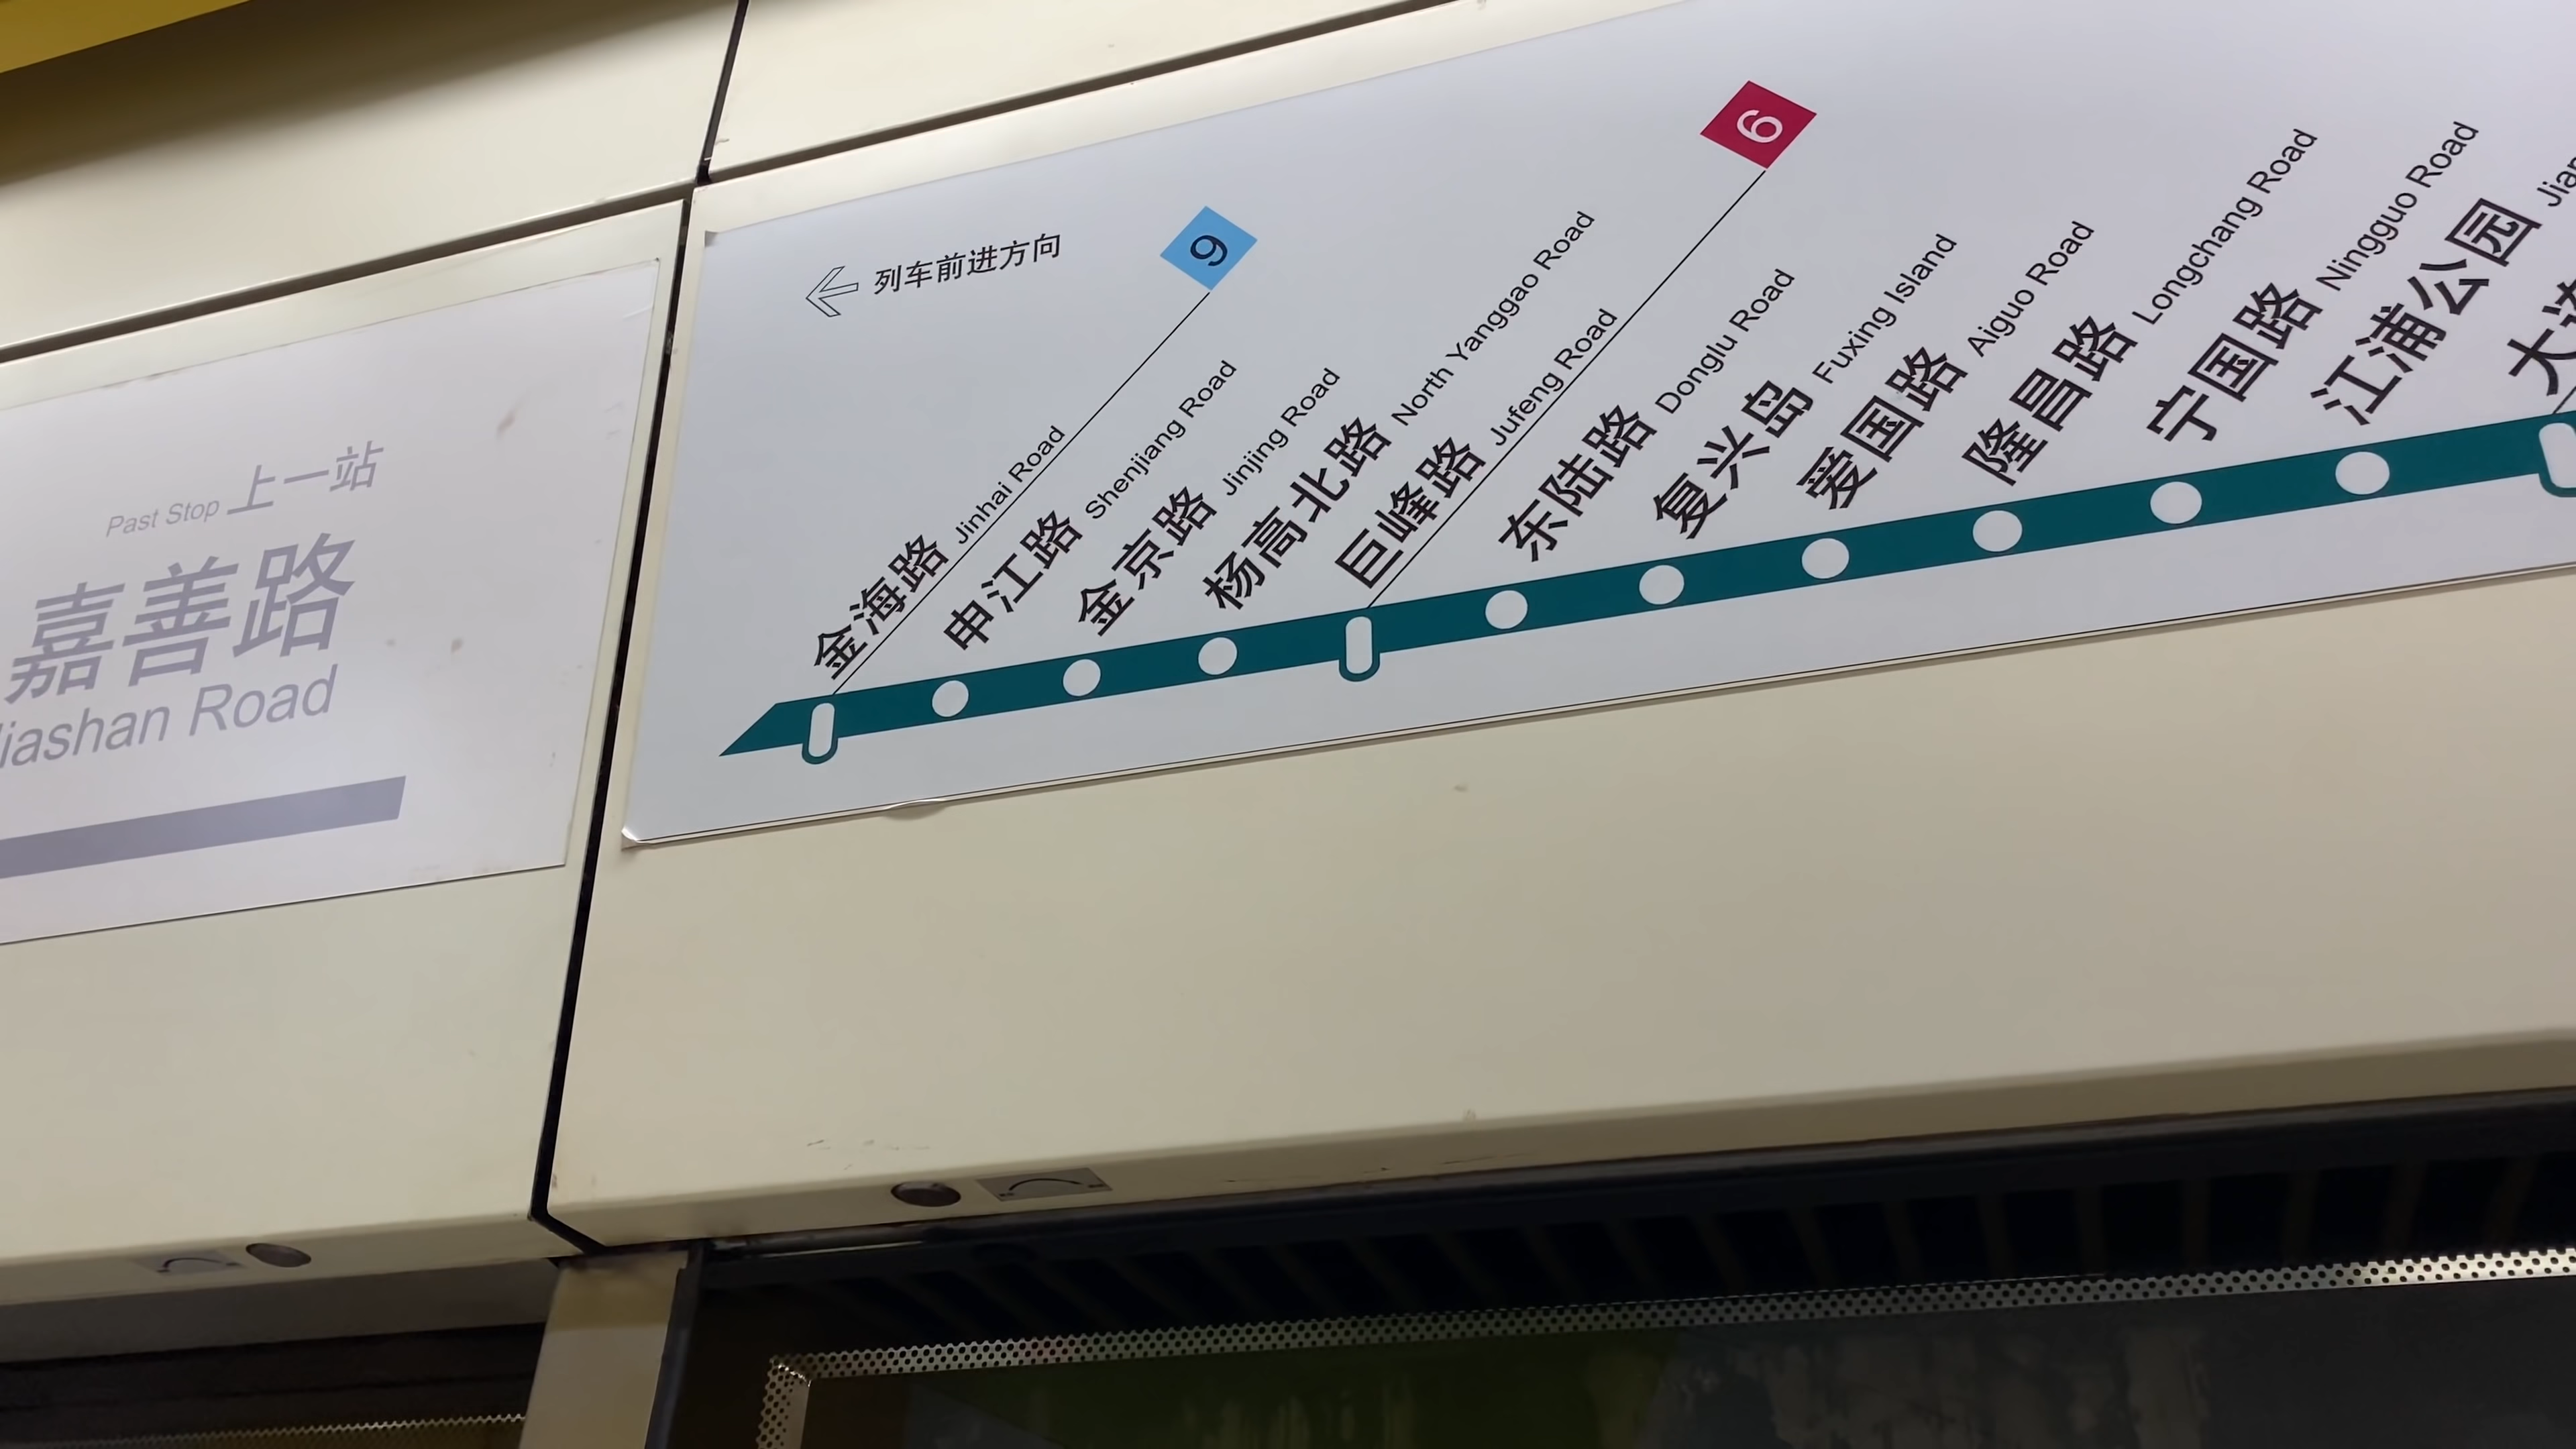 Past Stop 上一站
嘉善路
iashan Road
列车前进方向
9
6
金海路 Jinhai Road
申江路 Shenjiang Road
金京路 Jinjing Road
杨高北路 North Yanggao Road
巨峰路 Jufeng Road
东陆路 Donglu Road
复兴岛 Fuxing Island
爱国路 Aiguo Road
隆昌路 Longchang Road
宁国路 Ningguo Road
江浦公园 Jian
大